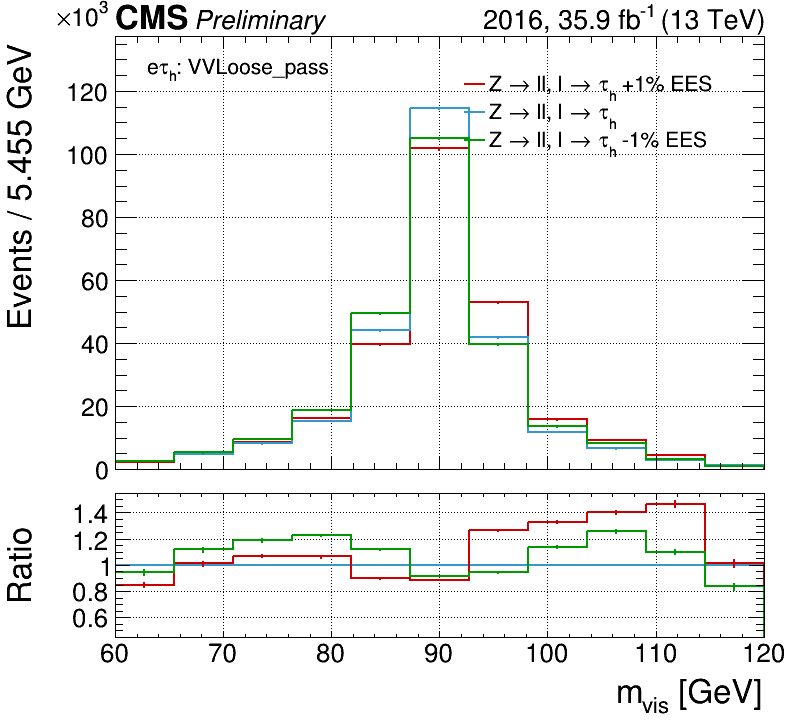 ×10³ CMS Preliminary 2016, 35.9 fb⁻¹ (13 TeV)
eτₕ: VVLoose_pass
Z → ll, l → τₕ +1% EES
Z → ll, l → τₕ
Z → ll, l → τₕ -1% EES
Events / 5.455 GeV
120
100
80
60
40
20
0
Ratio
1.4
1.2
1
0.8
0.6
60 70 80 90 100 110 120
m_vis [GeV]